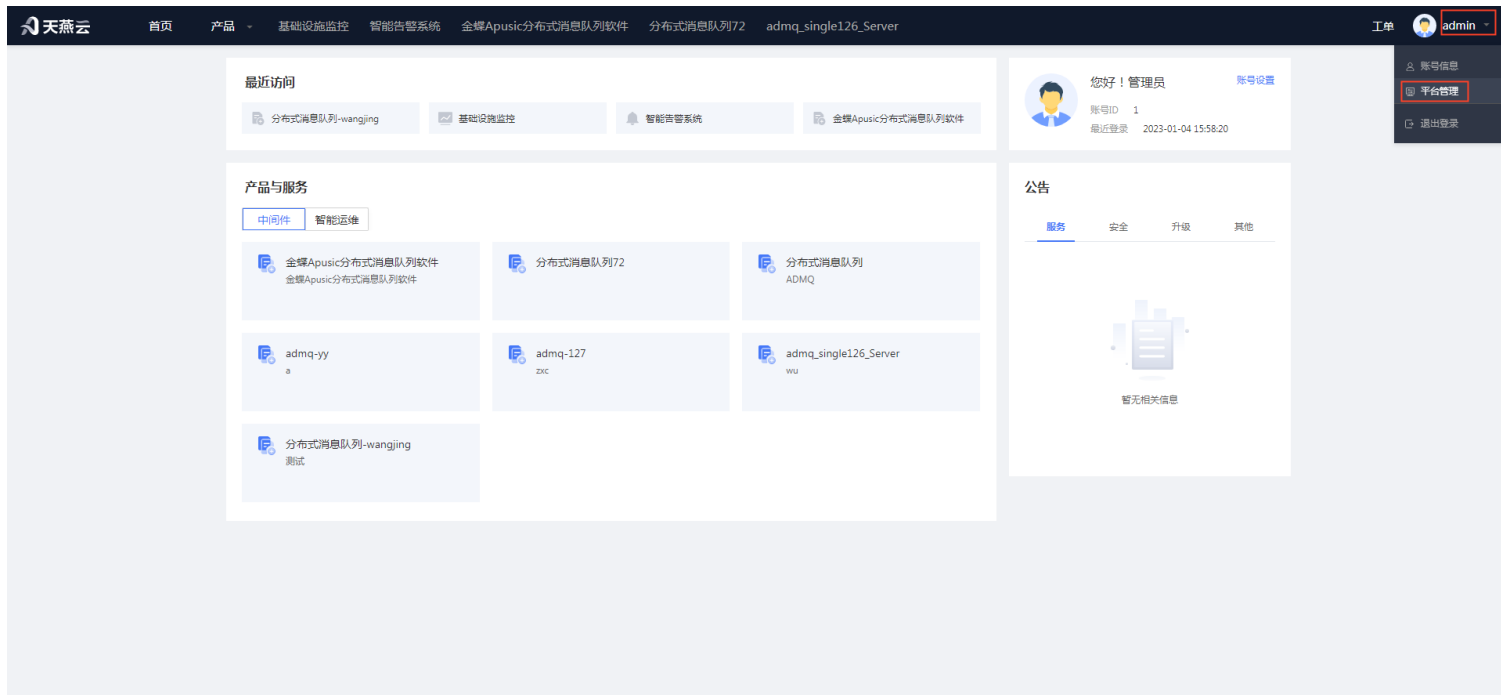 天燕云 首页 产品 基础设施监控 智能告警系统 金蝶Apusic分布式消息队列软件 分布式消息队列72 admq_single126_Server 工单 admin
账号信息
平台管理
退出登录
最近访问
分布式消息队列-wangjing 基础设施监控 智能告警系统 金蝶Apusic分布式消息队列软件
您好！管理员 账号设置
账号ID 1
最近登录 2023-01-04 15:58:20
产品与服务
中间件 智能运维
金蝶Apusic分布式消息队列软件
金蝶Apusic分布式消息队列软件
分布式消息队列72
分布式消息队列
ADMQ
admq-yy
a
admq-127
zxc
admq_single126_Server
wu
分布式消息队列-wangjing
测试
公告
服务 安全 升级 其他
暂无相关信息